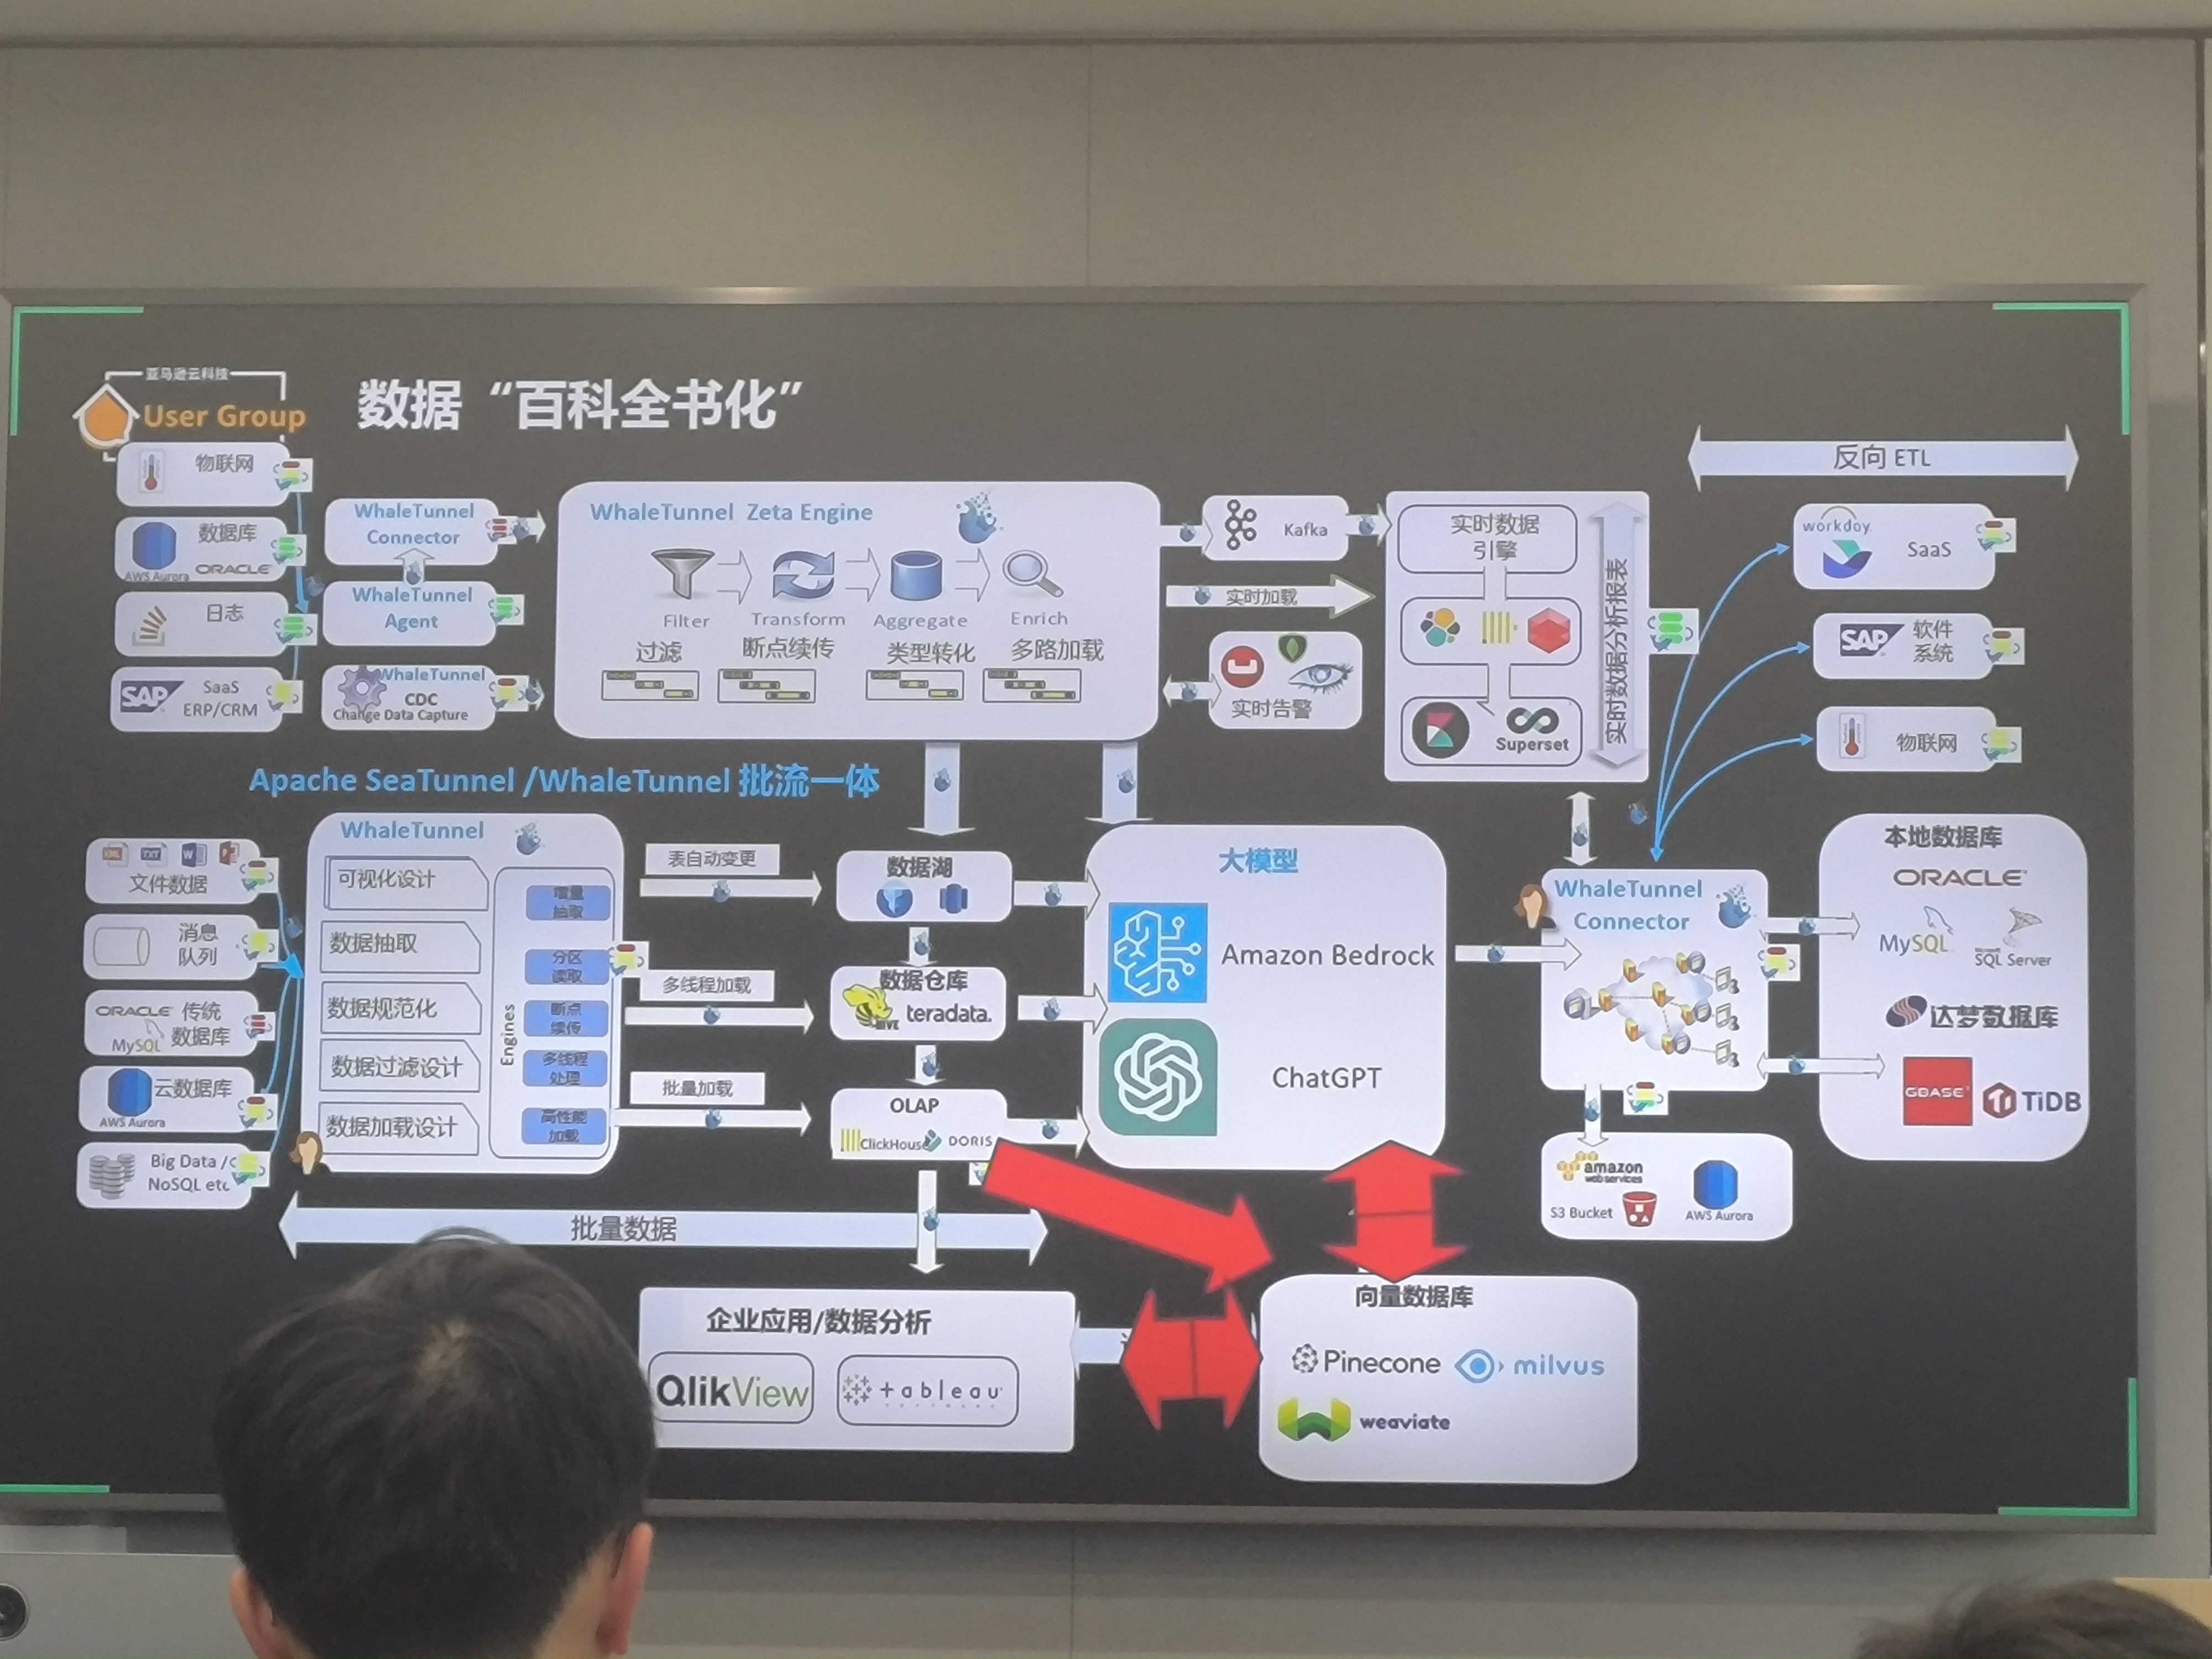 亚马逊云科技
User Group
数据 “百科全书化”
反向 ETL
物联网
数据库
AWS Aurora
ORACLE
日志
SAP
SaaS
ERP/CRM
WhaleTunnel
Connector
WhaleTunnel
Agent
WhaleTunnel
CDC
Change Data Capture
WhaleTunnel Zeta Engine
Filter
Transform
Aggregate
Enrich
过滤
断点续传
类型转化
多路加载
Kafka
实时加载
实时告警
实时数据
引擎
Superset
实时数据分析报表
workday
SaaS
SAP
软件
系统
物联网
Apache SeaTunnel /WhaleTunnel 批流一体
文件数据
消息
队列
ORACLE 传统
MySQL 数据库
云数据库
AWS Aurora
Big Data /
NoSQL etc
WhaleTunnel
可视化设计
数据抽取
数据规范化
数据过滤设计
数据加载设计
Engines
增量
抽取
分区
读取
断点
续传
多线程
处理
高性能
加载
表自动变更
多线程加载
批量加载
数据湖
数据仓库
HIVE
teradata.
OLAP
ClickHouse
DORIS
大模型
Amazon Bedrock
ChatGPT
WhaleTunnel
Connector
本地数据库
ORACLE
MySQL
Microsoft
SQL Server
达梦数据库
GBASE
TiDB
amazon
web services
S3 Bucket
AWS Aurora
批量数据
企业应用/数据分析
QlikView
tableau
向量数据库
Pinecone
milvus
weaviate